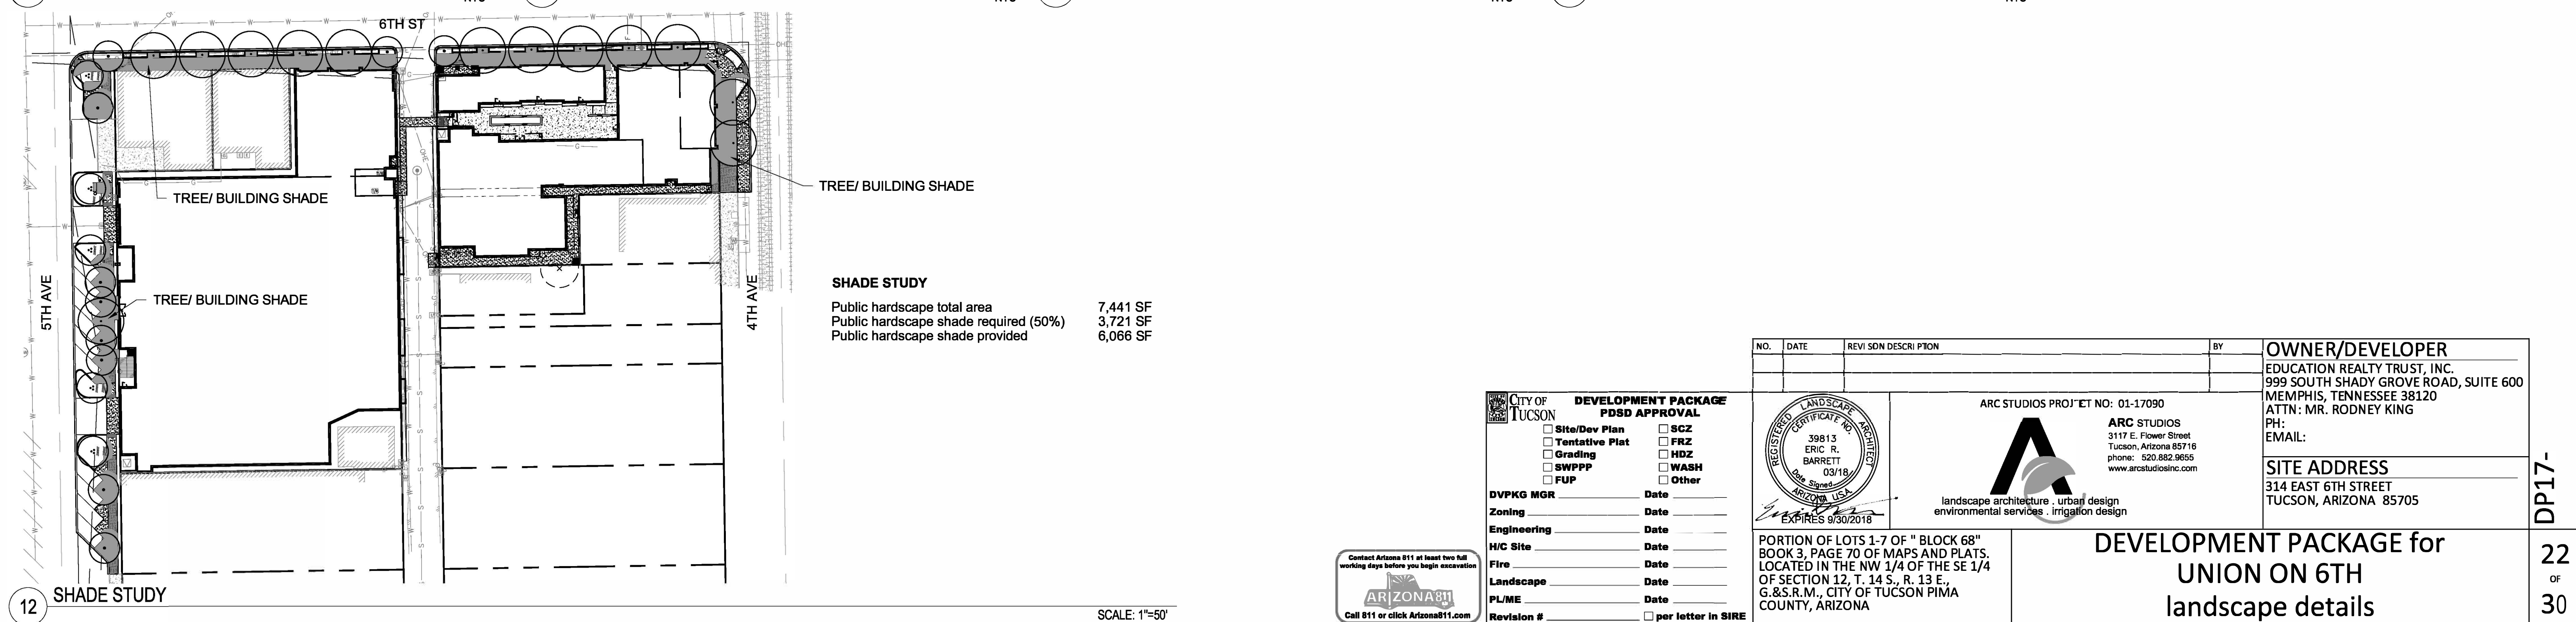 6TH ST
TREE/ BUILDING SHADE
TREE/ BUILDING SHADE
TREE/ BUILDING SHADE
5TH AVE
4TH AVE
SHADE STUDY
Public hardscape total area 7,441 SF
Public hardscape shade required (50%) 3,721 SF
Public hardscape shade provided 6,066 SF
12 SHADE STUDY
SCALE: 1"=50'
Contact Arizona 811 at least two full
working days before you begin excavation
ARIZONA811
Call 811 or click Arizona811.com
CITY OF
TUCSON
DEVELOPMENT PACKAGE
PDSD APPROVAL
Site/Dev Plan SCZ
Tentative Plat FRZ
Grading HDZ
SWPPP WASH
FUP Other
DVPKG MGR Date
Zoning Date
Engineering Date
H/C Site Date
Fire Date
Landscape Date
PL/ME Date
Revision # per letter in SIRE
NO. DATE REVISION DESCRIPTION BY
REGISTERED LANDSCAPE ARCHITECT
CERTIFICATE NO.
39813
ERIC R.
BARRETT
03/18
Date Signed
ARIZONA U.S.A.
EXPIRES 9/30/2018
ARC STUDIOS PROJECT NO: 01-17090
ARC STUDIOS
3117 E. Flower Street
Tucson, Arizona 85716
phone: 520.882.9655
www.arcstudiosinc.com
landscape architecture . urban design
environmental services . irrigation design
OWNER/DEVELOPER
EDUCATION REALTY TRUST, INC.
999 SOUTH SHADY GROVE ROAD, SUITE 600
MEMPHIS, TENNESSEE 38120
ATTN: MR. RODNEY KING
PH:
EMAIL:
SITE ADDRESS
314 EAST 6TH STREET
TUCSON, ARIZONA 85705
PORTION OF LOTS 1-7 OF " BLOCK 68"
BOOK 3, PAGE 70 OF MAPS AND PLATS.
LOCATED IN THE NW 1/4 OF THE SE 1/4
OF SECTION 12, T. 14 S., R. 13 E.,
G.&S.R.M., CITY OF TUCSON PIMA
COUNTY, ARIZONA
DEVELOPMENT PACKAGE for
UNION ON 6TH
landscape details
DP17-
22
OF
30